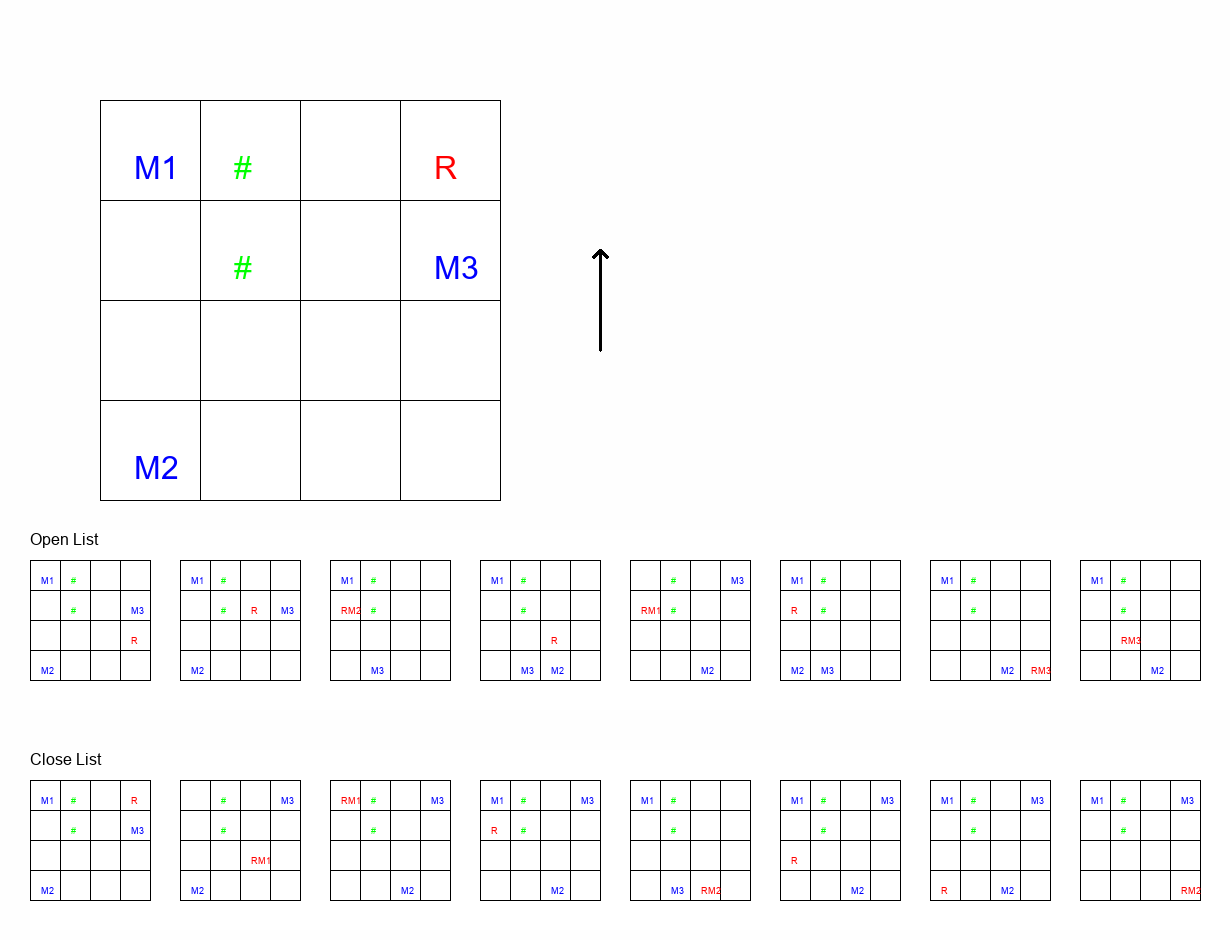 M1 # R
# M3
M2
Open List
M1 # M1 # M1 # M1 # # M3 M1 # M1 # M1 #
# M3 # R M3 RM2 # # RM1 # R # # #
R R RM3
M2 M2 M3 M3 M2 M2 M2 M3 M2 RM3 M2
Close List
M1 # R # M3 RM1 # M3 M1 # M3 M1 # M1 # M3 M1 # M3 M1 # M3
# M3 # # R # # # # #
RM1 R
M2 M2 M2 M2 M3 RM2 M2 R M2 RM2